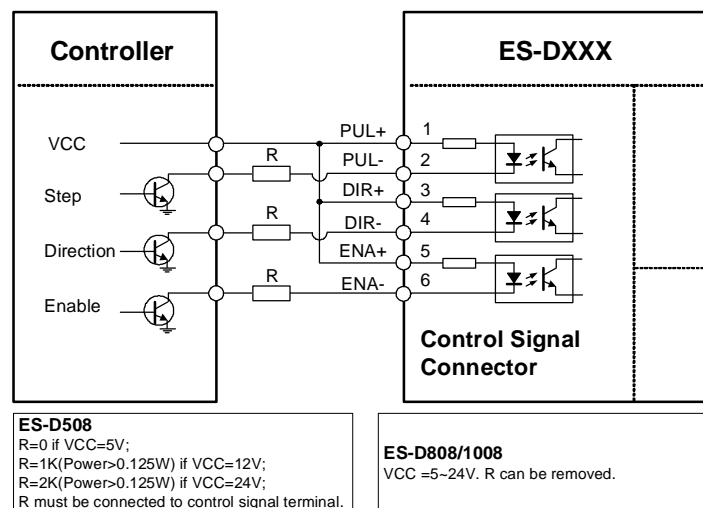 Controller
ES-DXXX
VCC
Step
Direction
Enable
R
R
R
PUL+
PUL-
DIR+
DIR-
ENA+
ENA-
1
2
3
4
5
6
Control Signal
Connector
ES-D508
R=0 if VCC=5V;
R=1K(Power>0.125W) if VCC=12V;
R=2K(Power>0.125W) if VCC=24V;
R must be connected to control signal terminal.
ES-D808/1008
VCC =5~24V. R can be removed.